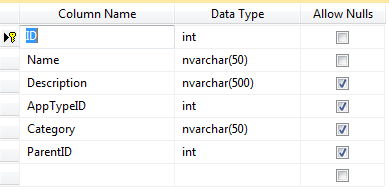 Column Name Data Type Allow Nulls
ID int
Name nvarchar(50)
Description nvarchar(500)
AppTypeID int
Category nvarchar(50)
ParentID int